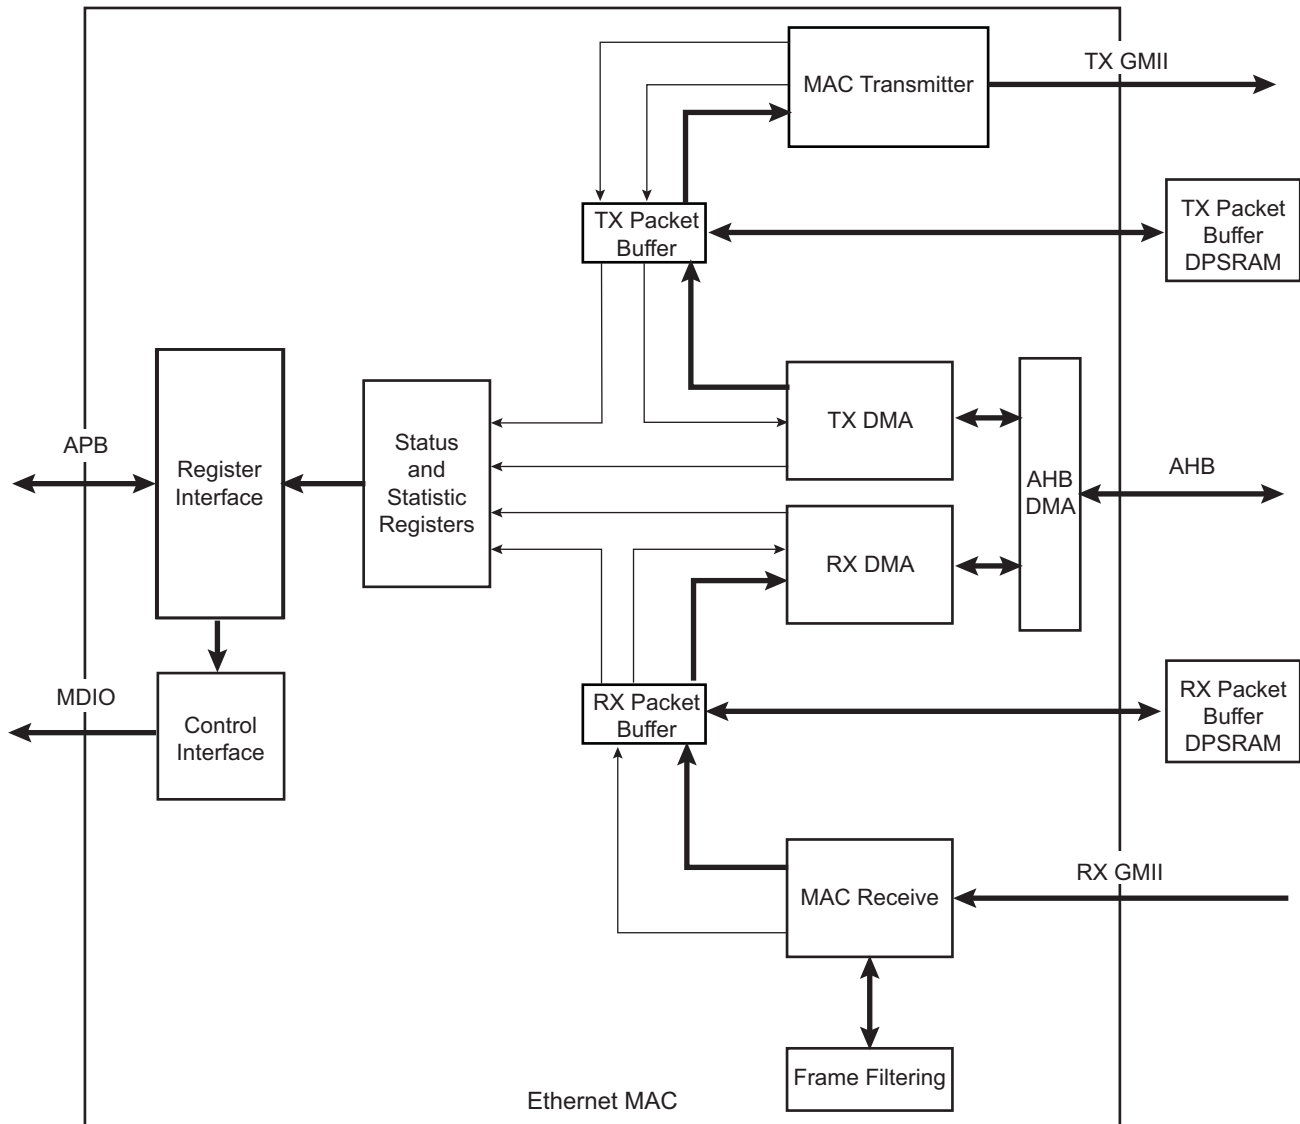 TX GMII
MAC Transmitter
TX Packet
Buffer
TX Packet
Buffer
DPSRAM
APB
Register
Interface
Status
and
Statistic
Registers
TX DMA
AHB
DMA
AHB
RX DMA
MDIO
Control
Interface
RX Packet
Buffer
RX Packet
Buffer
DPSRAM
RX GMII
MAC Receive
Frame Filtering
Ethernet MAC